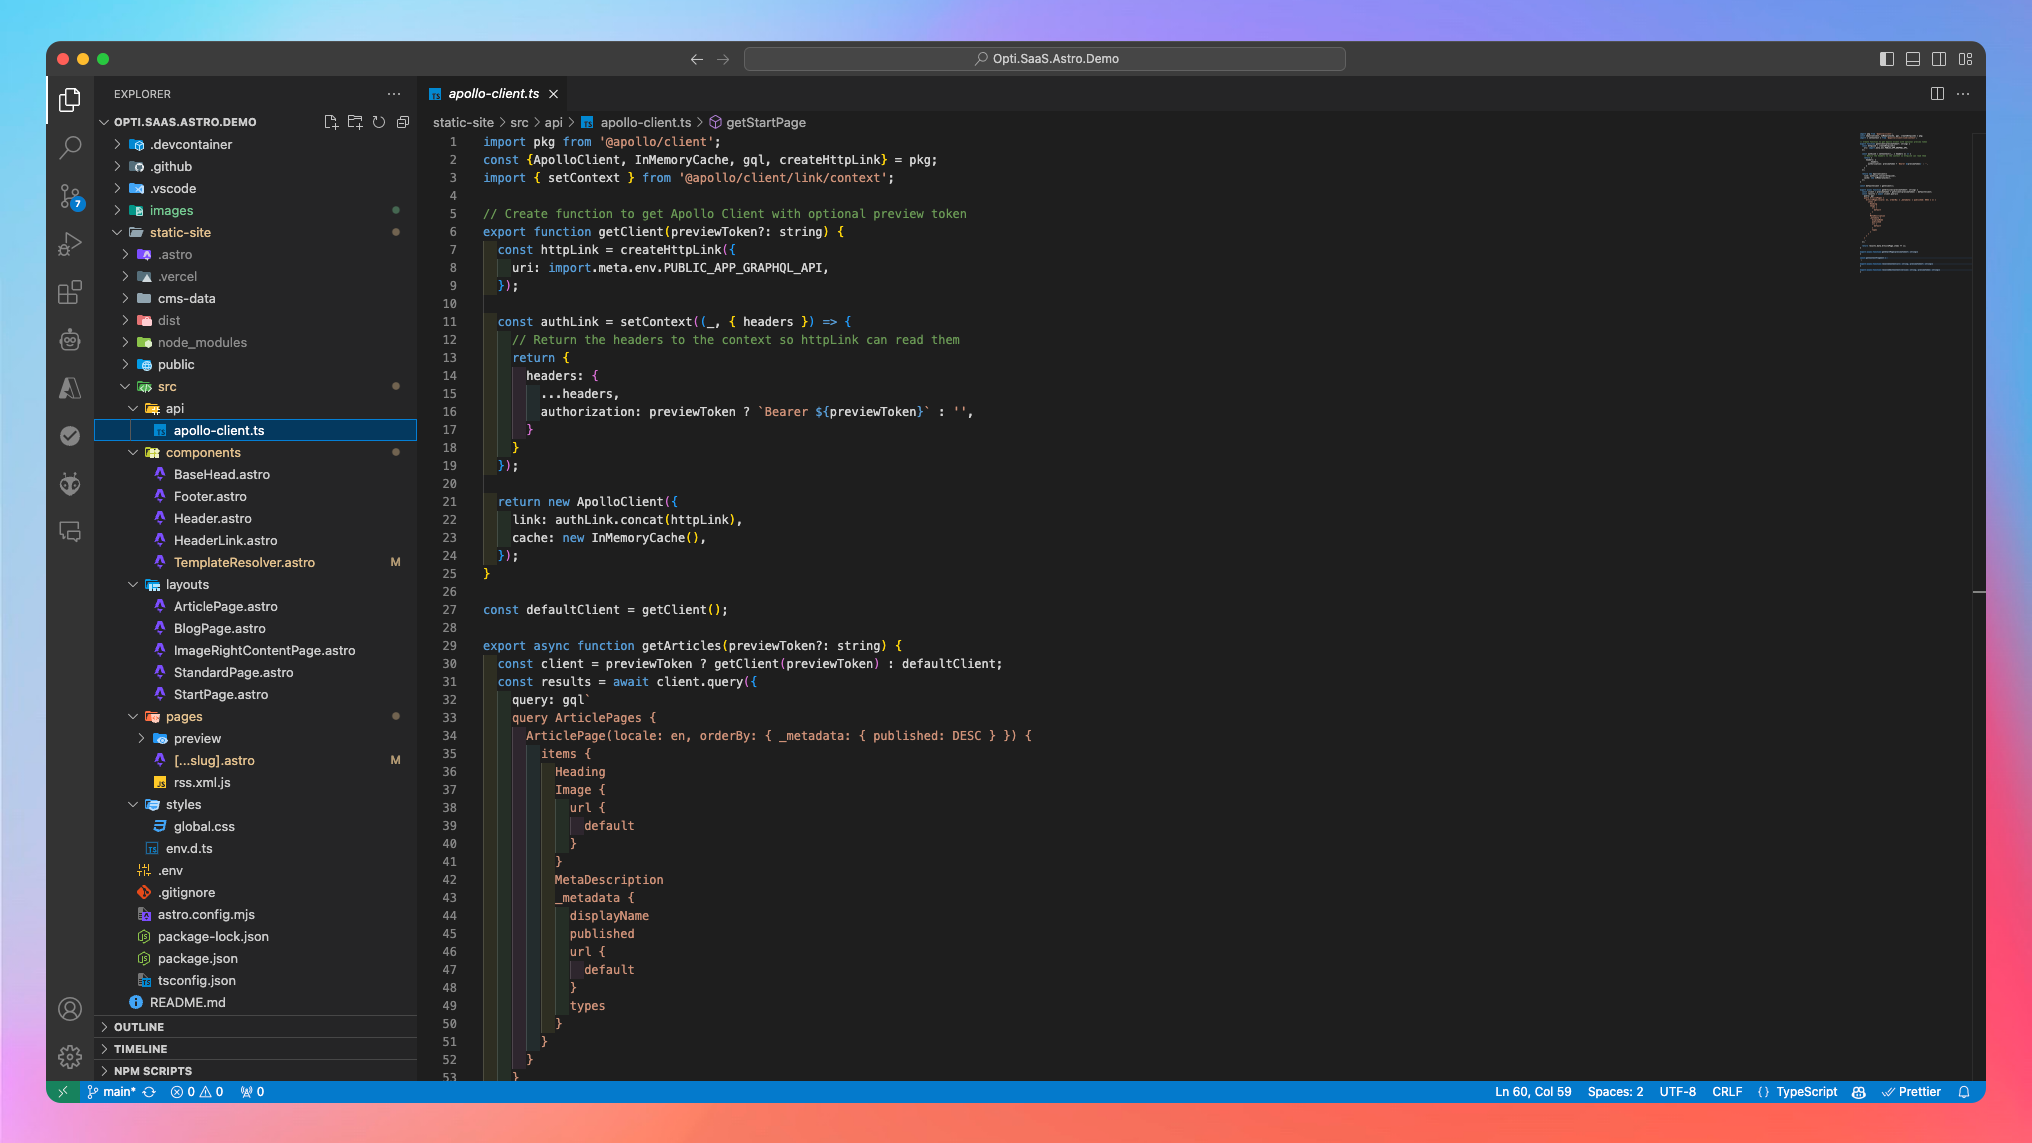 Opti.SaaS.Astro.Demo
EXPLORER
OPTI.SAAS.ASTRO.DEMO
.devcontainer
.github
.vscode
images
static-site
.astro
.vercel
cms-data
dist
node_modules
public
src
api
apollo-client.ts
components
BaseHead.astro
Footer.astro
Header.astro
HeaderLink.astro
TemplateResolver.astro M
layouts
ArticlePage.astro
BlogPage.astro
ImageRightContentPage.astro
StandardPage.astro
StartPage.astro
pages
preview
[...slug].astro M
rss.xml.js
styles
global.css
env.d.ts
.env
.gitignore
astro.config.mjs
package-lock.json
package.json
tsconfig.json
README.md
OUTLINE
TIMELINE
NPM SCRIPTS
7
apollo-client.ts
static-site > src > api > apollo-client.ts > getStartPage
1 import pkg from '@apollo/client';
2 const {ApolloClient, InMemoryCache, gql, createHttpLink} = pkg;
3 import { setContext } from '@apollo/client/link/context';
4
5 // Create function to get Apollo Client with optional preview token
6 export function getClient(previewToken?: string) {
7 const httpLink = createHttpLink({
8 uri: import.meta.env.PUBLIC_APP_GRAPHQL_API,
9 });
10
11 const authLink = setContext((_, { headers }) => {
12 // Return the headers to the context so httpLink can read them
13 return {
14 headers: {
15 ...headers,
16 authorization: previewToken ? `Bearer ${previewToken}` : '',
17 }
18 }
19 });
20
21 return new ApolloClient({
22 link: authLink.concat(httpLink),
23 cache: new InMemoryCache(),
24 });
25 }
26
27 const defaultClient = getClient();
28
29 export async function getArticles(previewToken?: string) {
30 const client = previewToken ? getClient(previewToken) : defaultClient;
31 const results = await client.query({
32 query: gql`
33 query ArticlePages {
34 ArticlePage(locale: en, orderBy: { _metadata: { published: DESC } }) {
35 items {
36 Heading
37 Image {
38 url {
39 default
40 }
41 }
42 MetaDescription
43 _metadata {
44 displayName
45 published
46 url {
47 default
48 }
49 types
50 }
51 }
52 }
53 }
main* 0 0 0
Ln 60, Col 59 Spaces: 2 UTF-8 CRLF {} TypeScript Prettier